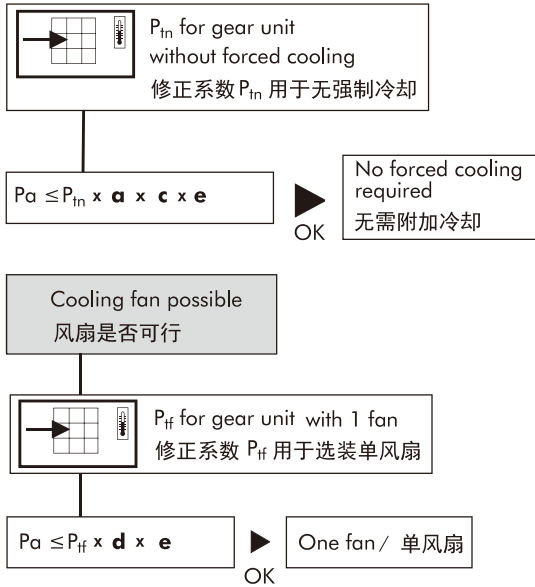 Ptn for gear unit
without forced cooling
修正系数 Ptn 用于无强制冷却
Pa ≤ Ptn x a x c x e
OK
No forced cooling
required
无需附加冷却
Cooling fan possible
风扇是否可行
Ptf for gear unit with 1 fan
修正系数 Ptf 用于选装单风扇
Pa ≤ Ptf x d x e
OK
One fan / 单风扇